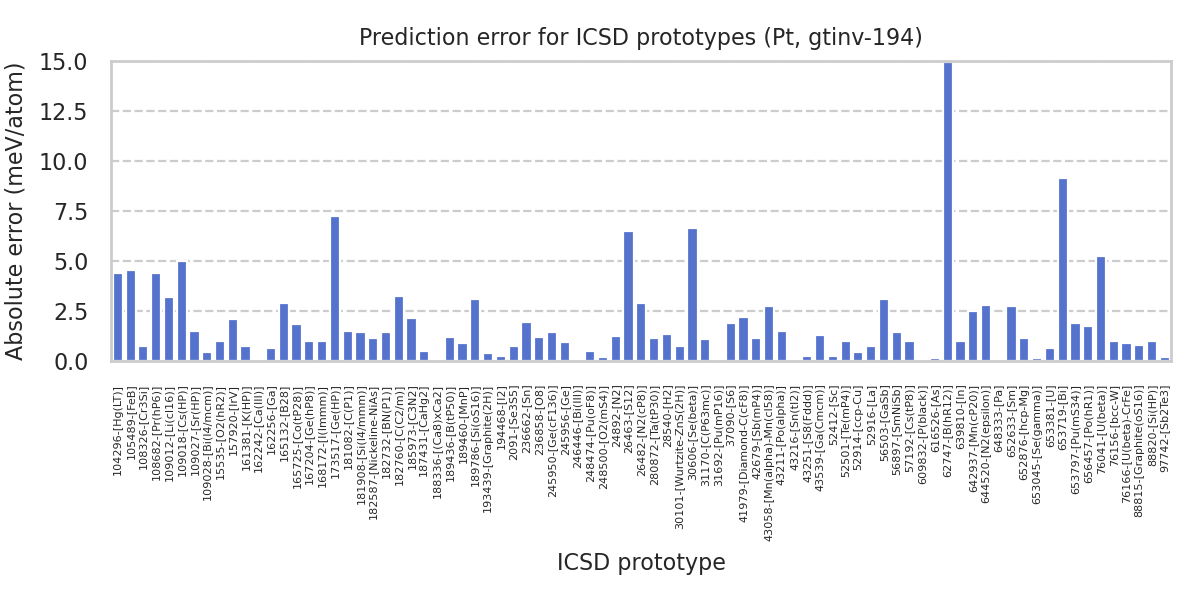 Prediction error for ICSD prototypes (Pt, gtinv-194)
Absolute error (meV/atom)
15.0
12.5
10.0
7.5
5.0
2.5
0.0
104296-[Hg(LT)]
105489-[FeB]
108326-[Cr3Si]
108682-[Pr(hP6)]
109012-[Li(cI16)]
109018-[Cs(HP)]
109027-[Sr(HP)]
109028-[Bi(I4/mcm)]
15535-[O2(hR2)]
157920-[IrV]
161381-[K(HP)]
162242-[Ca(III)]
162256-[Ga]
165132-[B28]
165725-[Co(tP28)]
167204-[Ge(hP8)]
168172-[I(Immm)]
173517-[Ge(HP)]
181082-[C(P1)]
181908-[Si(I4/mmm)]
182587-[Nickeline-NiAs]
182732-[BN(P1)]
182760-[C(C2/m)]
185973-[C3N2]
187431-[CaHg2]
188336-[(Ca8)xCa2]
189436-[B(tP50)]
189460-[MnP]
189786-[Si(oS16)]
193439-[Graphite(2H)]
194468-[I2]
2091-[Se3S5]
236662-[Sn]
236858-[O8]
245950-[Ge(cF136)]
245956-[Ge]
246446-[Bi(III)]
248474-[Pu(oF8)]
248500-[O2(mS4)]
24892-[N2]
26463-[S12]
26482-[N2(cP8)]
280872-[Ta(tP30)]
28540-[H2]
30101-[Wurtzite-ZnS(2H)]
30606-[Se(beta)]
31170-[C(P63mc)]
31692-[Pu(mP16)]
37090-[S6]
41979-[Diamond-C(cF8)]
42679-[Sb(mP4)]
43058-[Mn(alpha)-Mn(cI58)]
43211-[Po(alpha)]
43216-[Sn(tI2)]
43251-[S8(Fddd)]
43539-[Ga(Cmcm)]
52412-[Sc]
52501-[Te(mP4)]
52914-[ccp-Cu]
52916-[La]
56503-[GaSb]
56897-[SmNiSb]
57192-[Cs(tP8)]
609832-[P(black)]
616526-[As]
62747-[B(hR12)]
639810-[In]
642937-[Mn(cP20)]
644520-[N2(epsilon)]
648333-[Pa]
652633-[Sm]
652876-[hcp-Mg]
653045-[Se(gamma)]
653381-[U]
653719-[Bi]
653797-[Pu(mS34)]
656457-[Po(hR1)]
76041-[U(beta)]
76156-[bcc-W]
76166-[U(beta)-CrFe]
88815-[Graphite(oS16)]
88820-[Si(HP)]
97742-[Sb2Te3]
ICSD prototype